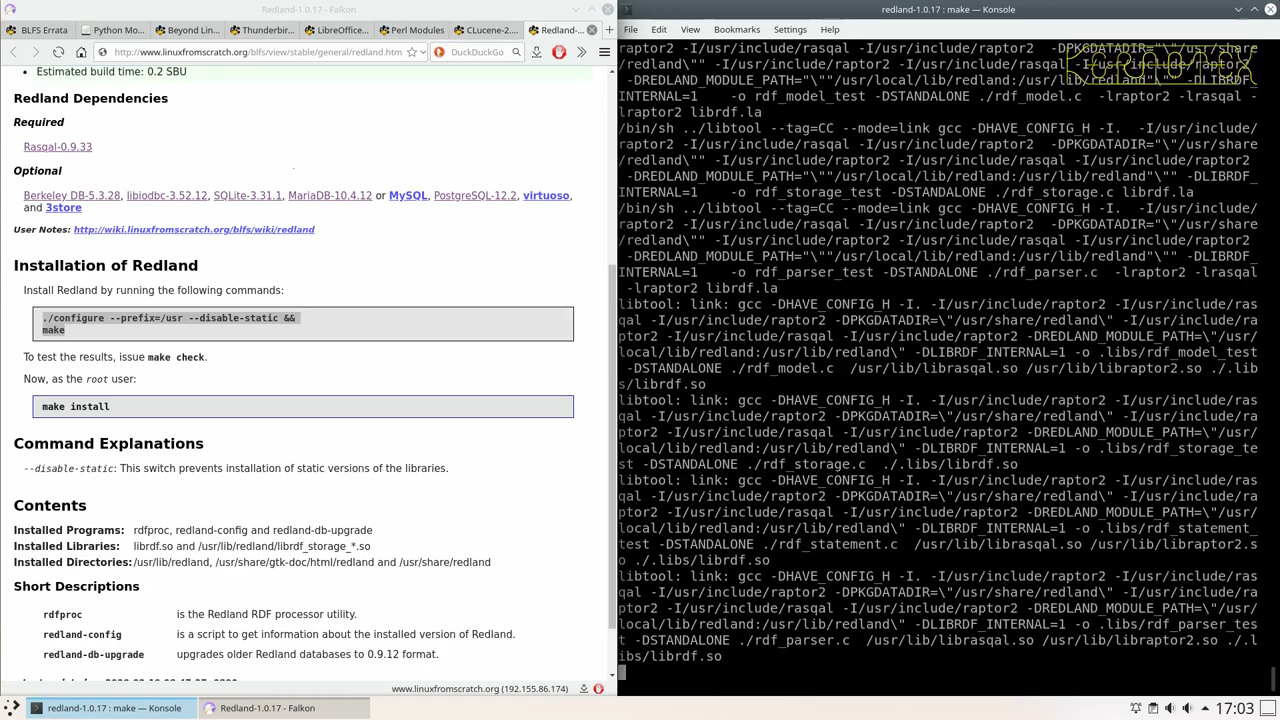 Redland-1.0.17 - Falkon
BLFS Errata
Python Mo...
Beyond Lin...
Thunderbir...
LibreOffice...
Perl Modules
CLucene-2....
Redland-...
http://www.linuxfromscratch.org/blfs/view/stable/general/redland.htm
DuckDuckGo
Estimated build time: 0.2 SBU
Redland Dependencies
Required
Rasqal-0.9.33
Optional
Berkeley DB-5.3.28, libiodbc-3.52.12, SQLite-3.31.1, MariaDB-10.4.12 or MySQL, PostgreSQL-12.2, virtuoso,
and 3store
User Notes: http://wiki.linuxfromscratch.org/blfs/wiki/redland
Installation of Redland
Install Redland by running the following commands:
./configure --prefix=/usr --disable-static &&
make
To test the results, issue make check.
Now, as the root user:
make install
Command Explanations
--disable-static: This switch prevents installation of static versions of the libraries.
Contents
Installed Programs: rdfproc, redland-config and redland-db-upgrade
Installed Libraries: librdf.so and /usr/lib/redland/librdf_storage_*.so
Installed Directories: /usr/lib/redland, /usr/share/gtk-doc/html/redland and /usr/share/redland
Short Descriptions
rdfproc is the Redland RDF processor utility.
redland-config is a script to get information about the installed version of Redland.
redland-db-upgrade upgrades older Redland databases to 0.9.12 format.
www.linuxfromscratch.org (192.155.86.174)
redland-1.0.17 : make — Konsole
File Edit View Bookmarks Settings Help
raptor2 -I/usr/include/rasqal -I/usr/include/raptor2 -DPKGDATADIR="\"/usr/share
/redland\"" -I/usr/include/raptor2 -I/usr/include/rasqal -I/usr/include/raptor2
-DREDLAND_MODULE_PATH="\""/usr/local/lib/redland:/usr/lib/redland"\"" -DLIBRDF_
INTERNAL=1 -o rdf_model_test -DSTANDALONE ./rdf_model.c -lraptor2 -lrasqal -
lraptor2 librdf.la
/bin/sh ../libtool --tag=CC --mode=link gcc -DHAVE_CONFIG_H -I. -I/usr/include/
raptor2 -I/usr/include/rasqal -I/usr/include/raptor2 -DPKGDATADIR="\"/usr/share
/redland\"" -I/usr/include/raptor2 -I/usr/include/rasqal -I/usr/include/raptor2
-DREDLAND_MODULE_PATH="\""/usr/local/lib/redland:/usr/lib/redland"\"" -DLIBRDF_
INTERNAL=1 -o rdf_storage_test -DSTANDALONE ./rdf_storage.c librdf.la
/bin/sh ../libtool --tag=CC --mode=link gcc -DHAVE_CONFIG_H -I. -I/usr/include/
raptor2 -I/usr/include/rasqal -I/usr/include/raptor2 -DPKGDATADIR="\"/usr/share
/redland\"" -I/usr/include/raptor2 -I/usr/include/rasqal -I/usr/include/raptor2
-DREDLAND_MODULE_PATH="\""/usr/local/lib/redland:/usr/lib/redland"\"" -DLIBRDF_
INTERNAL=1 -o rdf_parser_test -DSTANDALONE ./rdf_parser.c -lraptor2 -lrasqal
-lraptor2 librdf.la
libtool: link: gcc -DHAVE_CONFIG_H -I. -I/usr/include/raptor2 -I/usr/include/ras
qal -I/usr/include/raptor2 -DPKGDATADIR=\"/usr/share/redland\" -I/usr/include/ra
ptor2 -I/usr/include/rasqal -I/usr/include/raptor2 -DREDLAND_MODULE_PATH=\"/usr/
local/lib/redland:/usr/lib/redland\" -DLIBRDF_INTERNAL=1 -o .libs/rdf_model_test
-DSTANDALONE ./rdf_model.c /usr/lib/librasqal.so /usr/lib/libraptor2.so ./.lib
s/librdf.so
libtool: link: gcc -DHAVE_CONFIG_H -I. -I/usr/include/raptor2 -I/usr/include/ras
qal -I/usr/include/raptor2 -DPKGDATADIR=\"/usr/share/redland\" -I/usr/include/ra
ptor2 -I/usr/include/rasqal -I/usr/include/raptor2 -DREDLAND_MODULE_PATH=\"/usr/
local/lib/redland:/usr/lib/redland\" -DLIBRDF_INTERNAL=1 -o .libs/rdf_storage_te
st -DSTANDALONE ./rdf_storage.c ./.libs/librdf.so
libtool: link: gcc -DHAVE_CONFIG_H -I. -I/usr/include/raptor2 -I/usr/include/ras
qal -I/usr/include/raptor2 -DPKGDATADIR=\"/usr/share/redland\" -I/usr/include/ra
ptor2 -I/usr/include/rasqal -I/usr/include/raptor2 -DREDLAND_MODULE_PATH=\"/usr/
local/lib/redland:/usr/lib/redland\" -DLIBRDF_INTERNAL=1 -o .libs/rdf_statement_
test -DSTANDALONE ./rdf_statement.c /usr/lib/librasqal.so /usr/lib/libraptor2.s
o ./.libs/librdf.so
libtool: link: gcc -DHAVE_CONFIG_H -I. -I/usr/include/raptor2 -I/usr/include/ras
qal -I/usr/include/raptor2 -DPKGDATADIR=\"/usr/share/redland\" -I/usr/include/ra
ptor2 -I/usr/include/rasqal -I/usr/include/raptor2 -DREDLAND_MODULE_PATH=\"/usr/
local/lib/redland:/usr/lib/redland\" -DLIBRDF_INTERNAL=1 -o .libs/rdf_parser_tes
t -DSTANDALONE ./rdf_parser.c /usr/lib/librasqal.so /usr/lib/libraptor2.so ./.l
ibs/librdf.so
redland-1.0.17 : make — Konsole
Redland-1.0.17 - Falkon
17:03